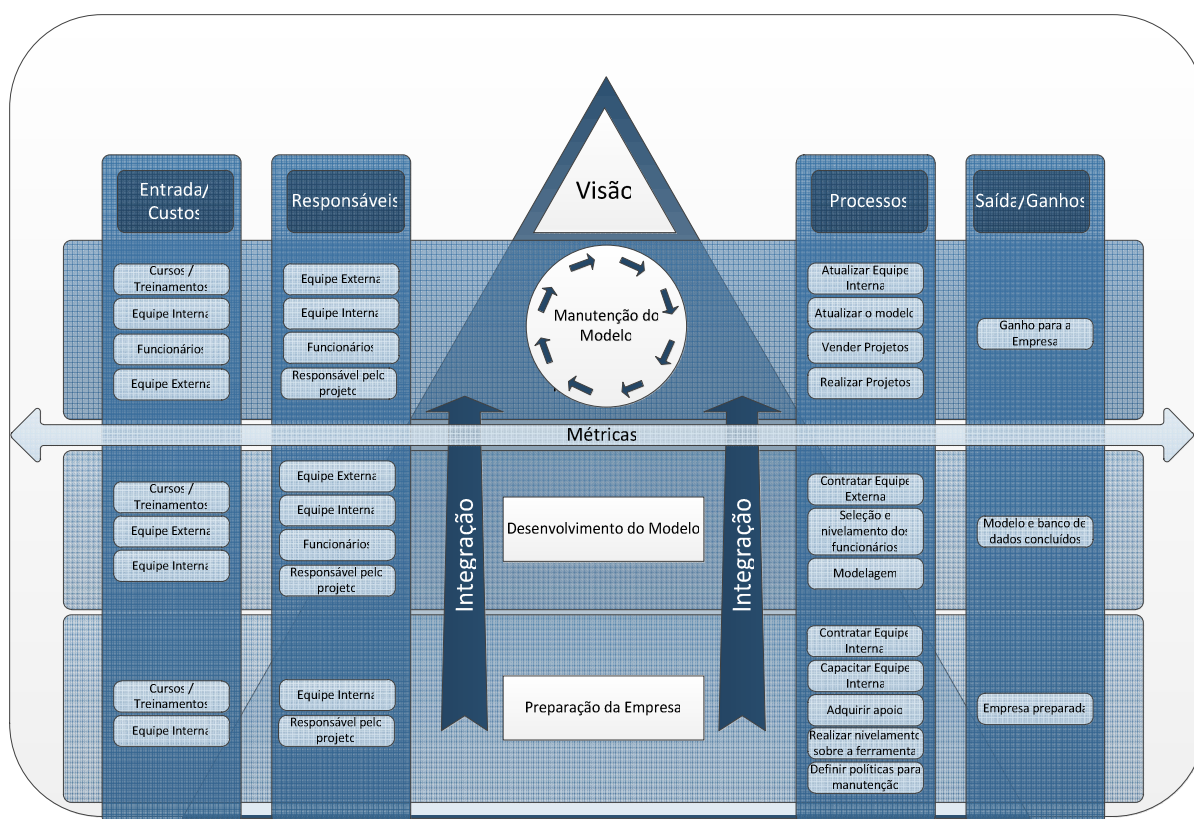 Entrada/
Custos
Responsáveis
Visão
Processos
Saída/Ganhos
Cursos /
Treinamentos
Equipe Interna
Funcionários
Equipe Externa
Equipe Externa
Equipe Interna
Funcionários
Responsável pelo
projeto
Manutenção do
Modelo
Atualizar Equipe
Interna
Atualizar o modelo
Vender Projetos
Realizar Projetos
Ganho para a
Empresa
Métricas
Cursos /
Treinamentos
Equipe Externa
Equipe Interna
Equipe Externa
Equipe Interna
Funcionários
Responsável pelo
projeto
Integração
Desenvolvimento do Modelo
Integração
Contratar Equipe
Externa
Seleção e
nivelamento dos
funcionários
Modelagem
Modelo e banco de
dados concluídos
Cursos /
Treinamentos
Equipe Interna
Equipe Interna
Responsável pelo
projeto
Preparação da Empresa
Contratar Equipe
Interna
Capacitar Equipe
Interna
Adquirir apoio
Realizar nivelamento
sobre a ferramenta
Definir políticas para
manutenção
Empresa preparada